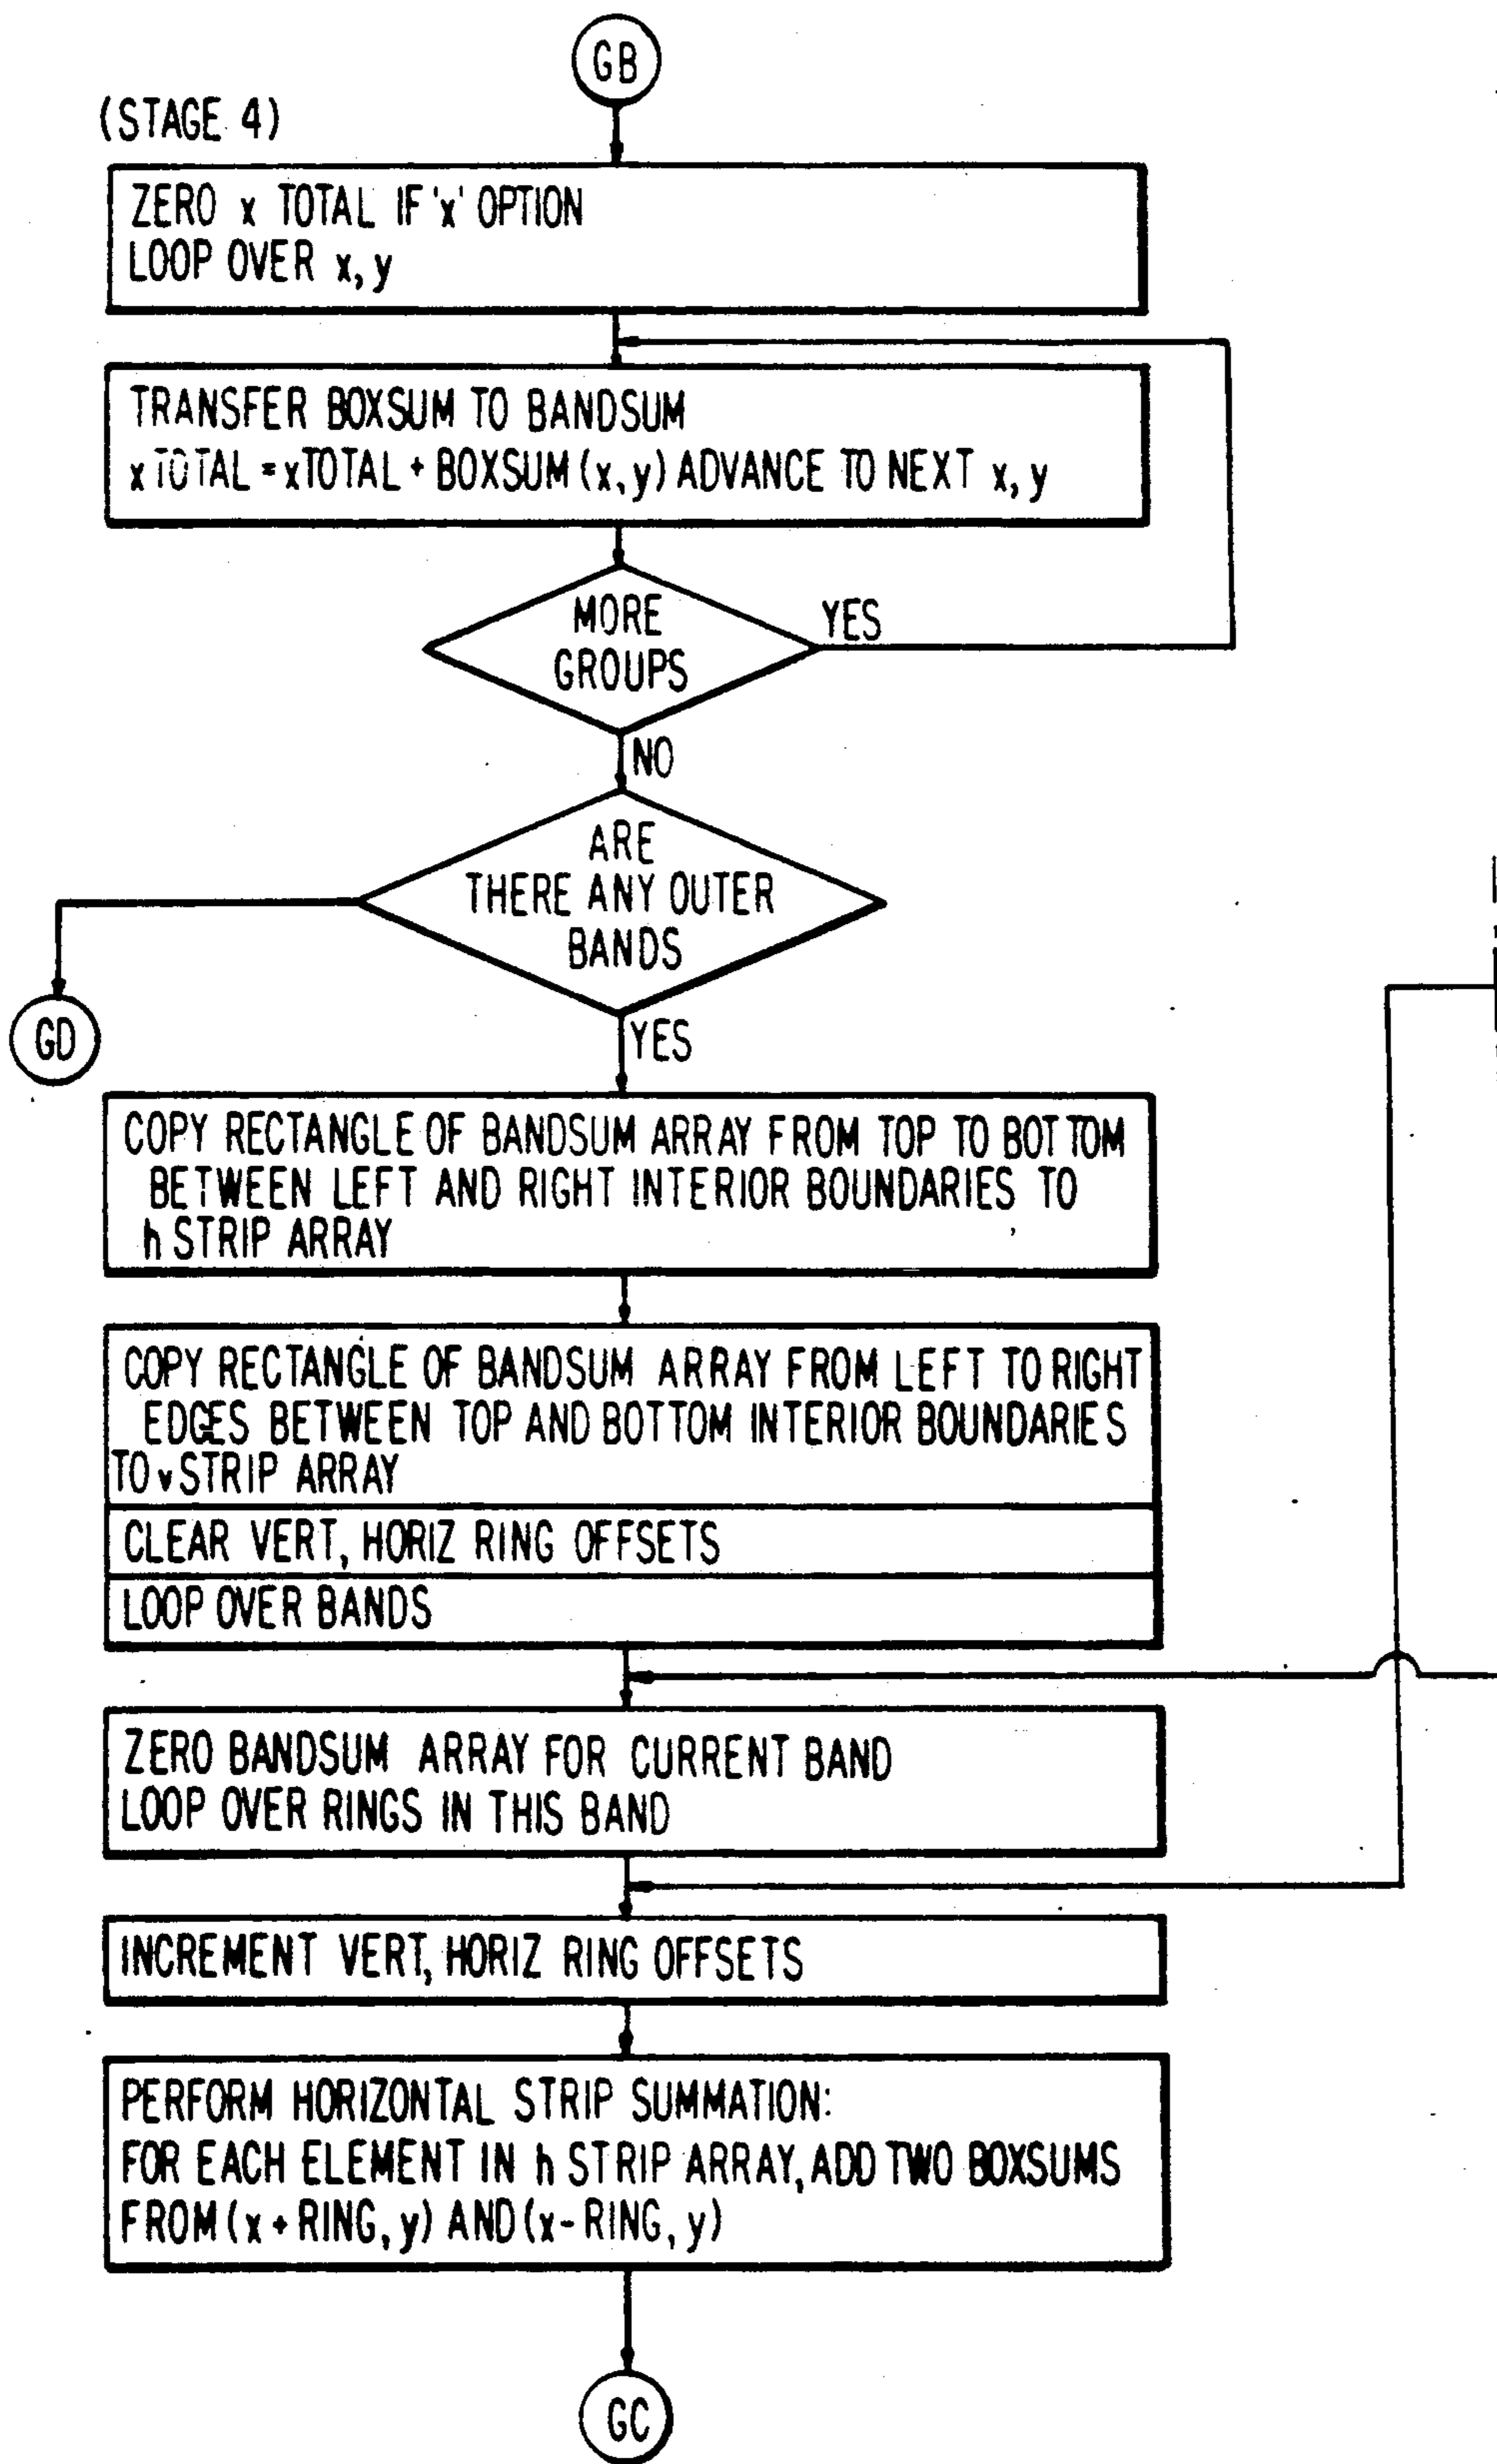 GB
(STAGE 4)
ZERO x TOTAL IF 'x' OPTION
LOOP OVER x, y
TRANSFER BOXSUM TO BANDSUM
x TOTAL = xTOTAL + BOXSUM (x, y) ADVANCE TO NEXT x, y
MORE
GROUPS
YES
NO
ARE
THERE ANY OUTER
BANDS
GD
YES
COPY RECTANGLE OF BANDSUM ARRAY FROM TOP TO BOTTOM
BETWEEN LEFT AND RIGHT INTERIOR BOUNDARIES TO
h STRIP ARRAY
COPY RECTANGLE OF BANDSUM ARRAY FROM LEFT TO RIGHT
EDGES BETWEEN TOP AND BOTTOM INTERIOR BOUNDARIES
TO v STRIP ARRAY
CLEAR VERT, HORIZ RING OFFSETS
LOOP OVER BANDS
ZERO BANDSUM ARRAY FOR CURRENT BAND
LOOP OVER RINGS IN THIS BAND
INCREMENT VERT, HORIZ RING OFFSETS
PERFORM HORIZONTAL STRIP SUMMATION:
FOR EACH ELEMENT IN h STRIP ARRAY, ADD TWO BOXSUMS
FROM (x + RING, y) AND (x - RING, y)
GC